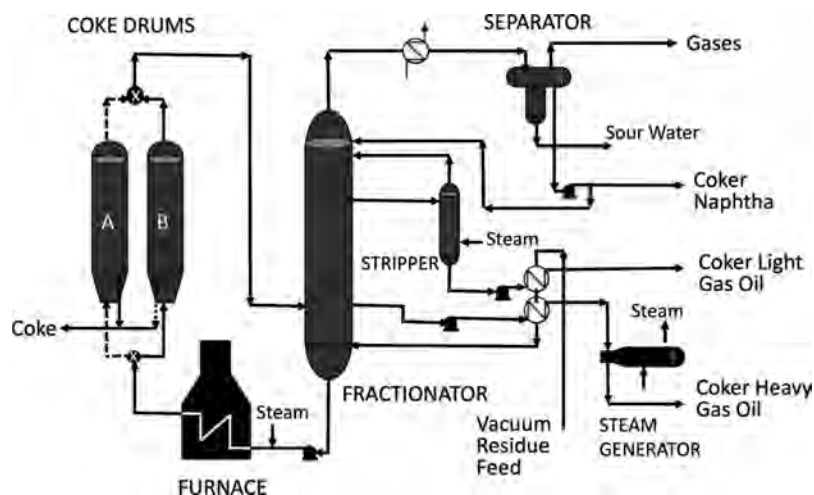 COKE DRUMS
SEPARATOR
Gases
Sour Water
Coker
Naphtha
A
B
Steam
STRIPPER
Coker Light
Gas Oil
Coke
Steam
FRACTIONATOR
Steam
Coker Heavy
Gas Oil
Vacuum
Residue
Feed
STEAM
GENERATOR
FURNACE
X
X